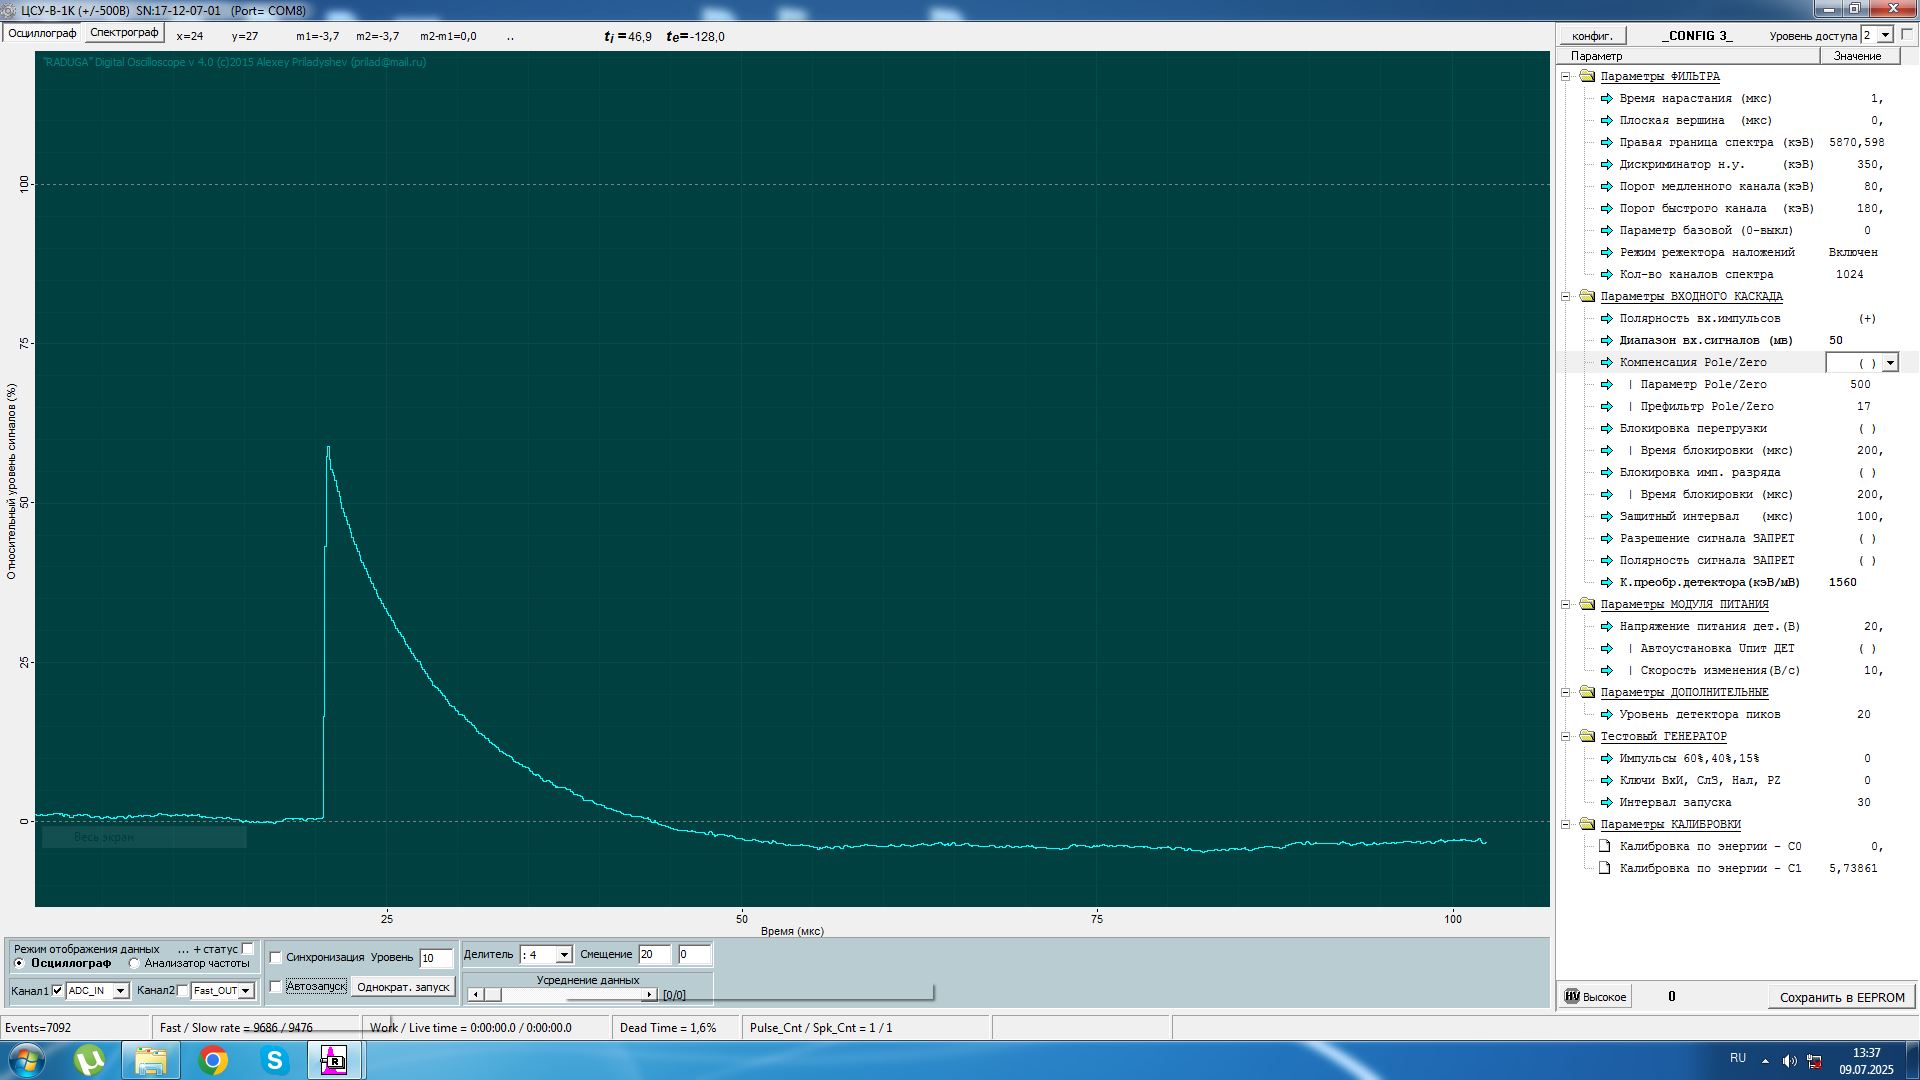 ЦСУ-В-1К (+/-500В) SN:17-12-07-01 (Port= COM8)
Осциллограф Спектрограф x=24 y=27 m1=-3,7 m2=-3,7 m2-m1=0,0 .. ti =46,9 te=-128,0
"RADUGA" Digital Oscilloscope v 4.0 (c)2015 Alexey Priladyshev (prilad@mail.ru)
100
75
50
25
0
Относительный уровень сигналов (%)
Весь экран
25 50 75 100
Время (мкс)
конфиг. _CONFIG 3_ Уровень доступа 2
Параметр Значение
Параметры ФИЛЬТРА
Время нарастания (мкс) 1,
Плоская вершина (мкс) 0,
Правая граница спектра (кэВ) 5870,598
Дискриминатор н.у. (кэВ) 350,
Порог медленного канала(кэВ) 80,
Порог быстрого канала (кэВ) 180,
Параметр базовой (0-выкл) 0
Режим режектора наложений Включен
Кол-во каналов спектра 1024
Параметры ВХОДНОГО КАСКАДА
Полярность вх.импульсов (+)
Диапазон вх.сигналов (мв) 50
Компенсация Pole/Zero ( )
| Параметр Pole/Zero 500
| Префильтр Pole/Zero 17
Блокировка перегрузки ( )
| Время блокировки (мкс) 200,
Блокировка имп. разряда ( )
| Время блокировки (мкс) 200,
Защитный интервал (мкс) 100,
Разрешение сигнала ЗАПРЕТ ( )
Полярность сигнала ЗАПРЕТ ( )
К.преобр.детектора(кэВ/мВ) 1560
Параметры МОДУЛЯ ПИТАНИЯ
Напряжение питания дет.(В) 20,
| Автоустановка Uпит ДЕТ ( )
| Скорость изменения(В/с) 10,
Параметры ДОПОЛНИТЕЛЬНЫЕ
Уровень детектора пиков 20
Тестовый ГЕНЕРАТОР
Импульсы 60%,40%,15% 0
Ключи ВхИ, СлЗ, Нал, PZ 0
Интервал запуска 30
Параметры КАЛИБРОВКИ
Калибровка по энергии - C0 0,
Калибровка по энергии - C1 5,73861
HV Высокое 0 Сохранить в EEPROM
Режим отображения данных ... + статус
Осциллограф Анализатор частоты
Канал1 ADC_IN Канал2 Fast_OUT
Синхронизация Уровень 10
Автозапуск Однократ. запуск
Делитель : 4 Смещение 20 0
Усреднение данных
[0/0]
Events=7092 Fast / Slow rate = 9686 / 9476 Work / Live time = 0:00:00.0 / 0:00:00.0 Dead Time = 1,6% Pulse_Cnt / Spk_Cnt = 1 / 1
RU
13:37
09.07.2025